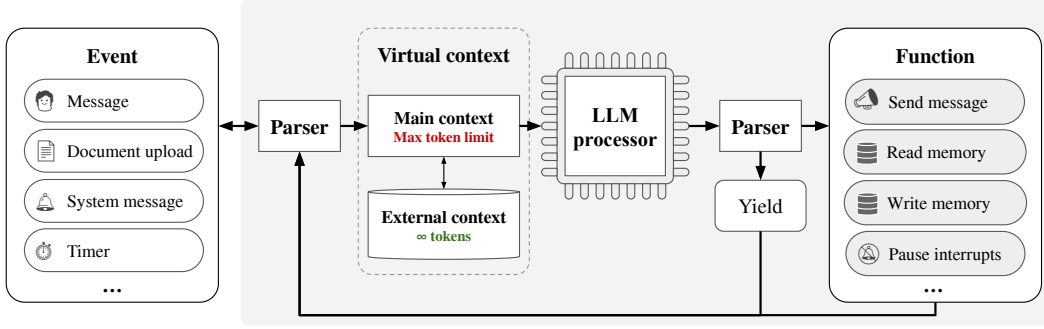 Event
Message
Document upload
System message
Timer
...
Parser
Virtual context
Main context
Max token limit
External context
∞ tokens
LLM
processor
Parser
Yield
Function
Send message
Read memory
Write memory
Pause interrupts
...